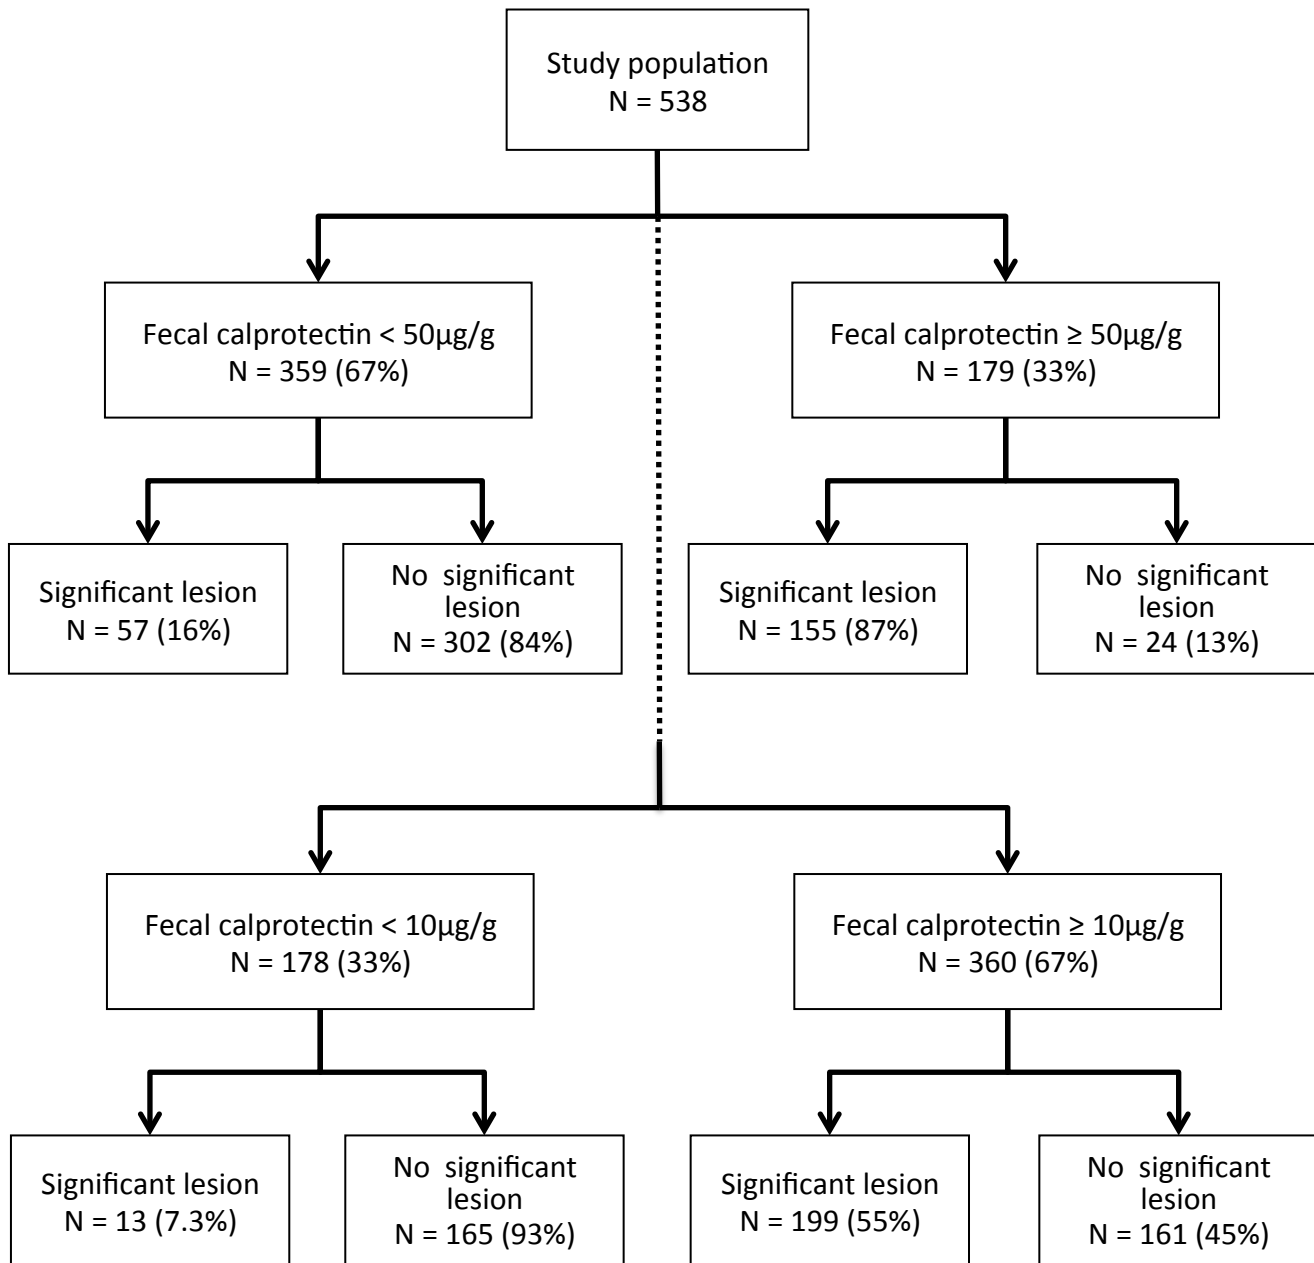 Study population
N = 538
Fecal calprotectin < 50µg/g
N = 359 (67%)
Fecal calprotectin ≥ 50µg/g
N = 179 (33%)
Significant lesion
N = 57 (16%)
No significant
lesion
N = 302 (84%)
Significant lesion
N = 155 (87%)
No significant
lesion
N = 24 (13%)
Fecal calprotectin < 10µg/g
N = 178 (33%)
Fecal calprotectin ≥ 10µg/g
N = 360 (67%)
Significant lesion
N = 13 (7.3%)
No significant
lesion
N = 165 (93%)
Significant lesion
N = 199 (55%)
No significant
lesion
N = 161 (45%)